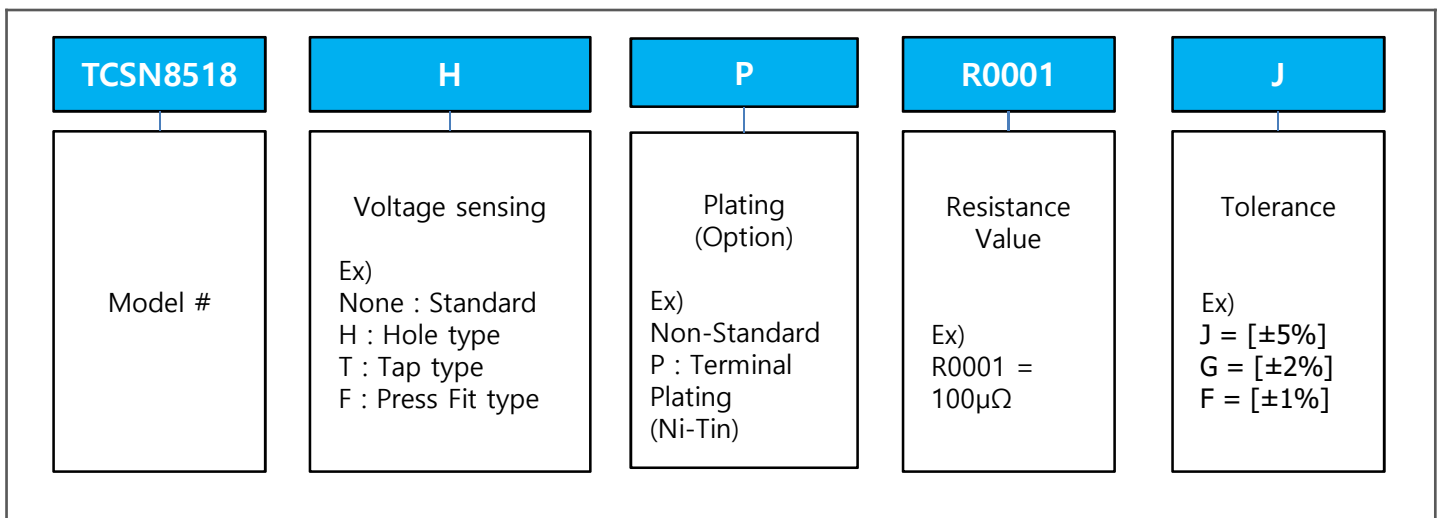 TCSN8518
H
P
R0001
J
Model #
Voltage sensing
Ex)
None : Standard
H : Hole type
T : Tap type
F : Press Fit type
Plating
(Option)
Ex)
Non-Standard
P : Terminal
Plating
(Ni-Tin)
Resistance
Value
Ex)
R0001 =
100µΩ
Tolerance
Ex)
J = [±5%]
G = [±2%]
F = [±1%]